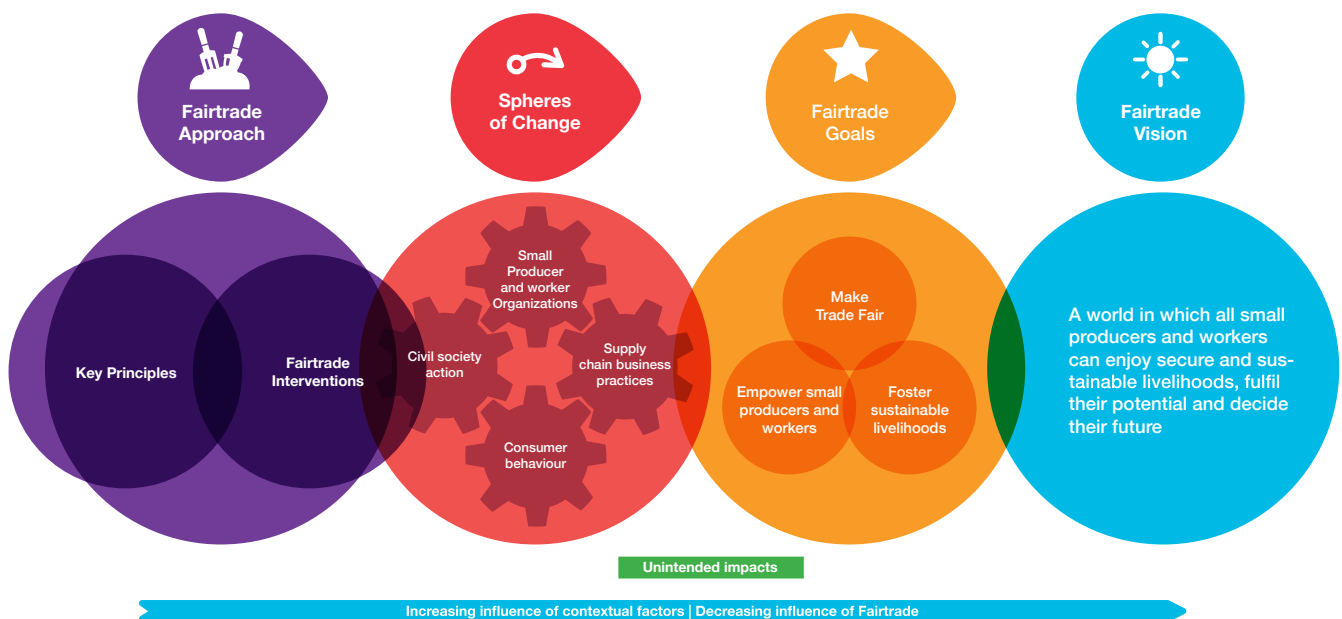 Fairtrade
Approach
Spheres
of Change
Fairtrade
Goals
Fairtrade
Vision
Key Principles
Fairtrade
Interventions
Small
Producer
and worker
Organizations
Civil society
action
Supply
chain business
practices
Consumer
behaviour
Make
Trade Fair
Empower small
producers and
workers
Foster
sustainable
livelihoods
A world in which all small
producers and workers
can enjoy secure and sus-
tainable livelihoods, fulfil
their potential and decide
their future
Unintended impacts
Increasing influence of contextual factors | Decreasing influence of Fairtrade